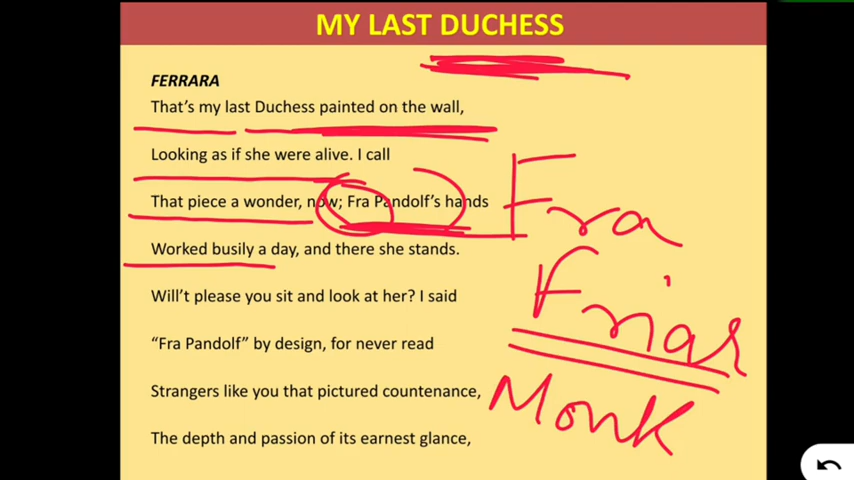 MY LAST DUCHESS
FERRARA
That's my last Duchess painted on the wall,
Looking as if she were alive. I call
That piece a wonder, now; Fra Pandolf's hands
Worked busily a day, and there she stands.
Will't please you sit and look at her? I said
“Fra Pandolf” by design, for never read
Strangers like you that pictured countenance,
The depth and passion of its earnest glance,
Fra
Friar
Monk